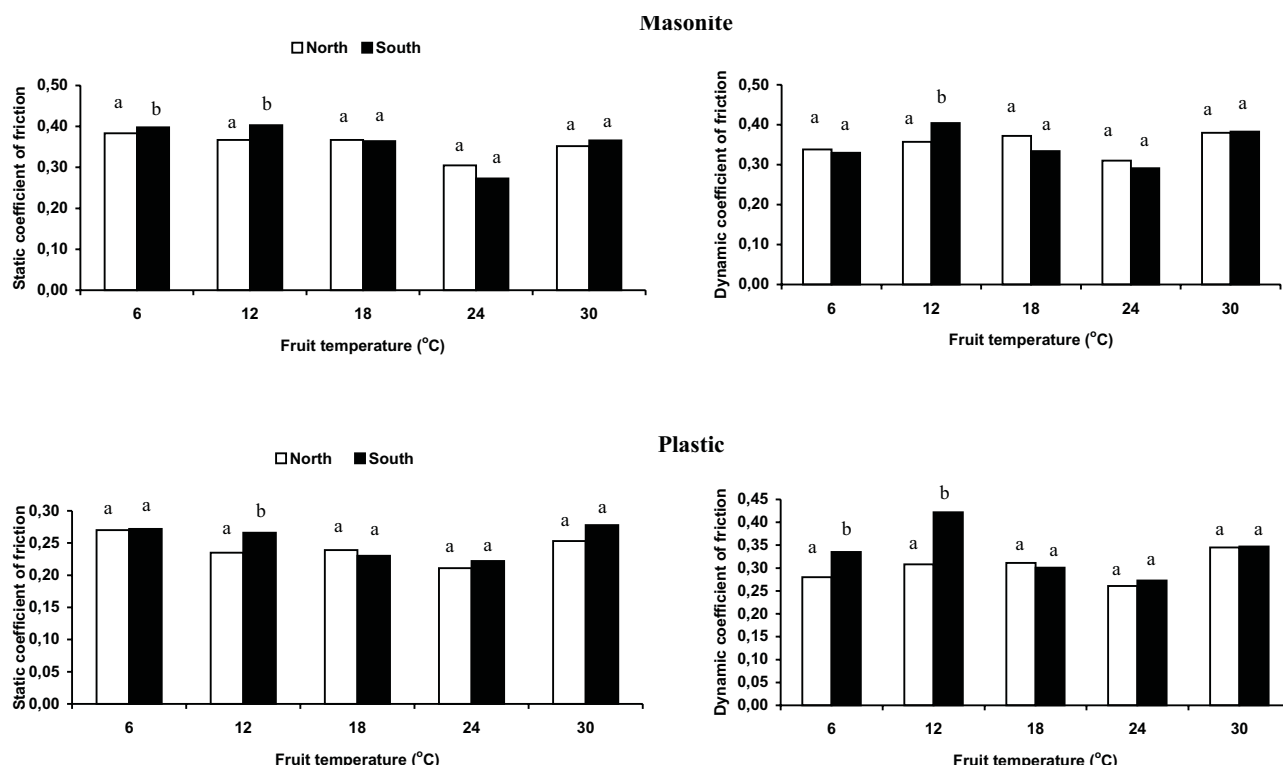 Masonite
North South
Static coefficient of friction
0,50
0,40
0,30
0,20
0,10
0,00
a b a b a a a a a a
6 12 18 24 30
Fruit temperature (°C)
Dynamic coefficient of friction
0,50
0,40
0,30
0,20
0,10
0,00
a a a b a a a a a a
6 12 18 24 30
Fruit temperature (°C)
Plastic
North South
Static coefficient of friction
0,30
0,25
0,20
0,15
0,10
0,05
0,00
a a a b a a a a a a
6 12 18 24 30
Fruit temperature (°C)
Dynamic coefficient of friction
0,45
0,40
0,35
0,30
0,25
0,20
0,15
0,10
0,05
0,00
a b a b a a a a a a
6 12 18 24 30
Fruit temperature (°C)